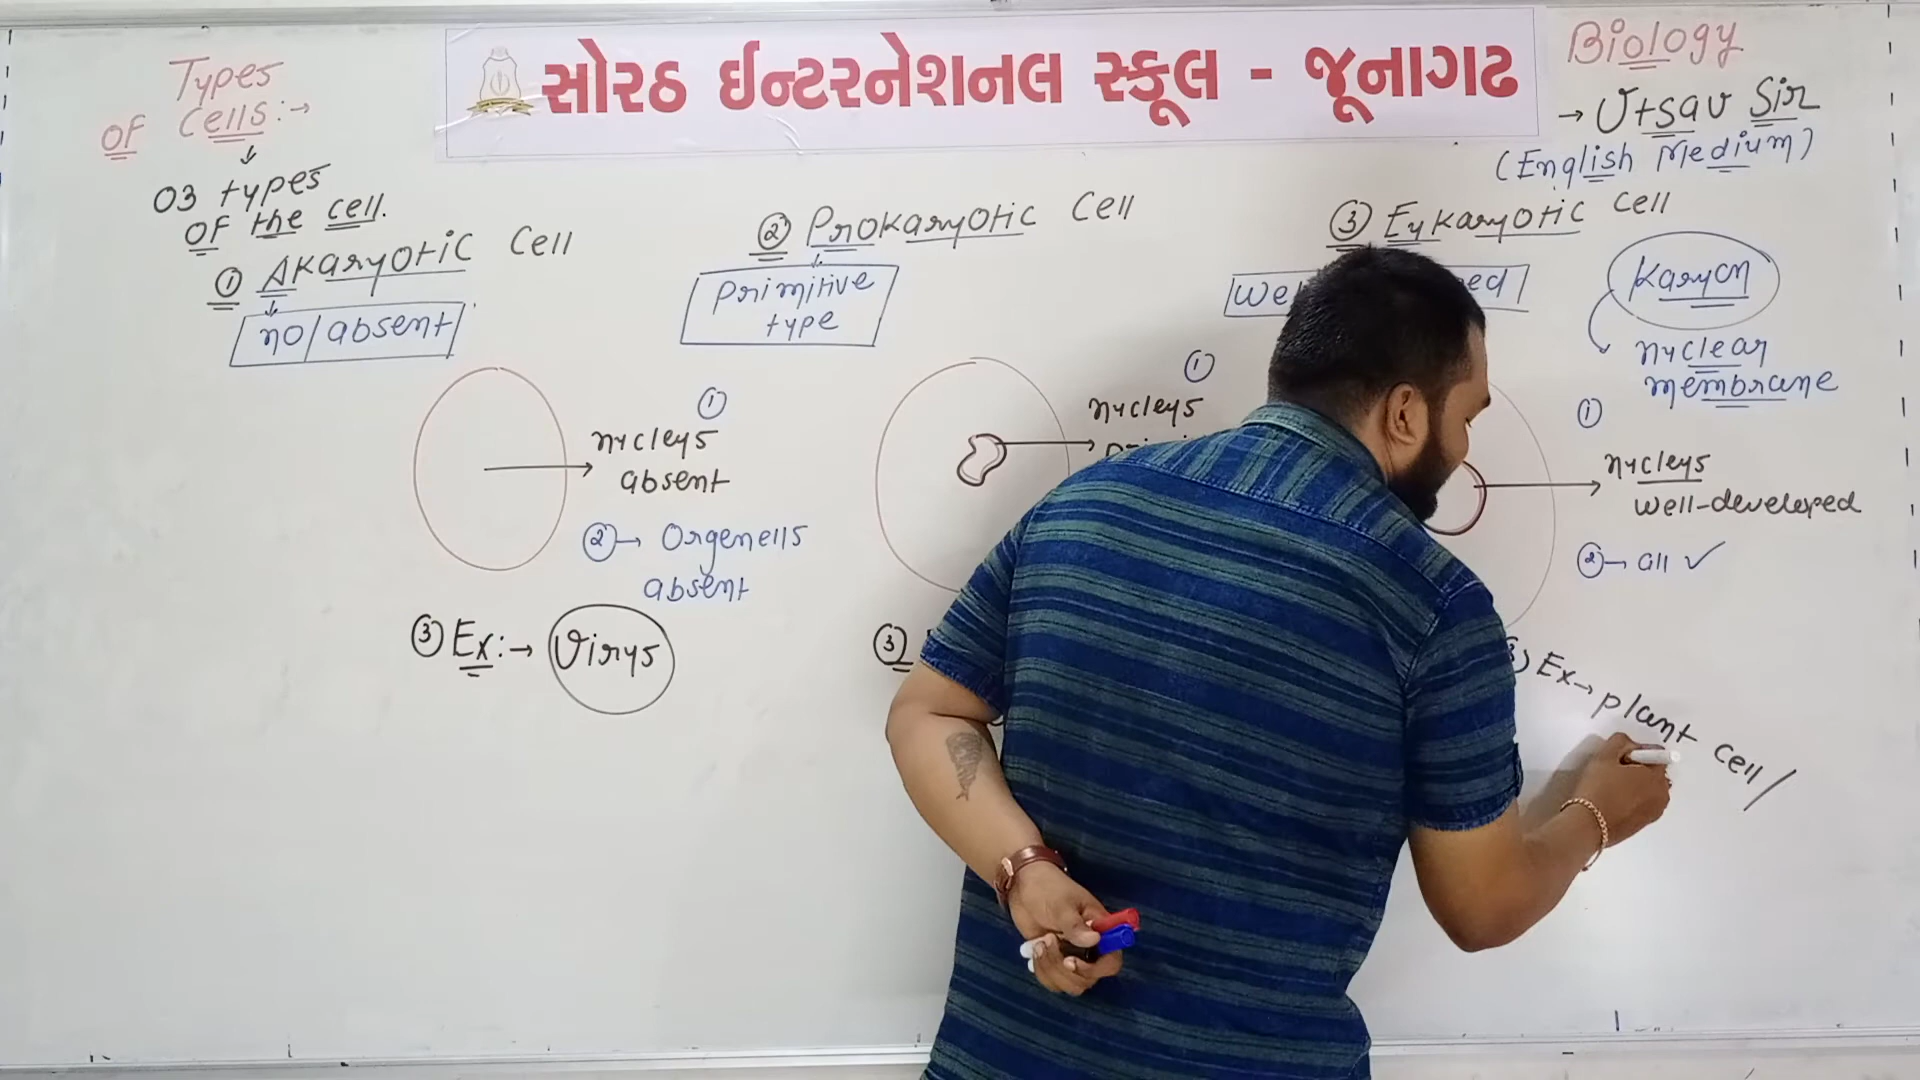 સોરઠ ઈન્ટરનેશનલ સ્કૂલ - જૂનાગઢ
Types
OF Cells:→
03 types
OF the cell.
Biology
→ Utsav Sir
(English Medium)
① Akaryotic Cell
no/absent
① nucleus
absent
② → Orgenells
absent
③ Ex:→ Virus
② Prokaryotic Cell
Primitive
type
① nucleus
③
③ Eukaryotic Cell
Karyon
nuclear
membrane
① nucleus
well-developed
② → all ✓
Ex→ plant cell/